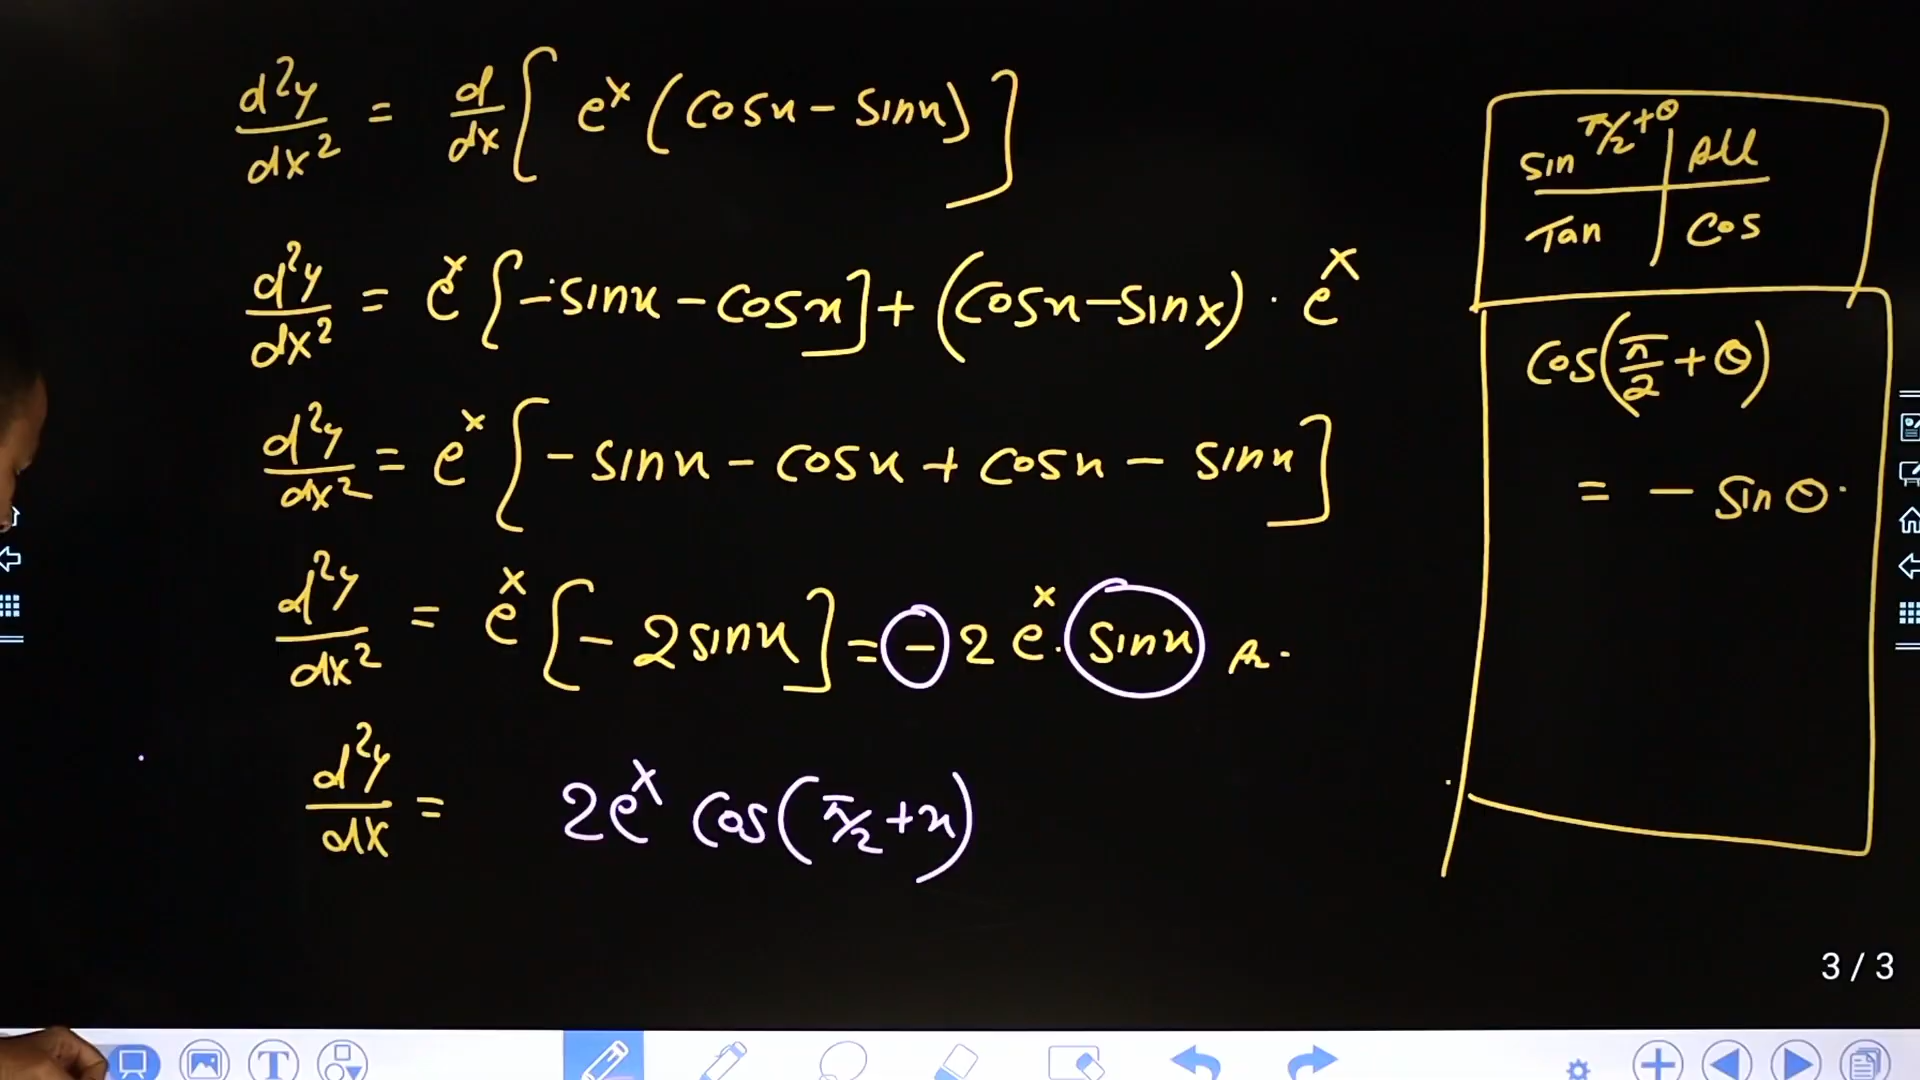 d²y/dx² = d/dx [ eˣ (cosx – sinx) ]
d²y/dx² = eˣ [ –sinx – cosx ] + (cosx – sinx) · eˣ
d²y/dx² = eˣ [ – sinx – cosx + cosx – sinx ]
d²y/dx² = eˣ [ – 2 sinx ] = – 2 eˣ. sinx
d²y/dx = 2eˣ cos(π/2 + x)
sin π/2+θ | All
Tan | Cos
cos(π/2 + θ)
= – sin θ.
3 / 3
T